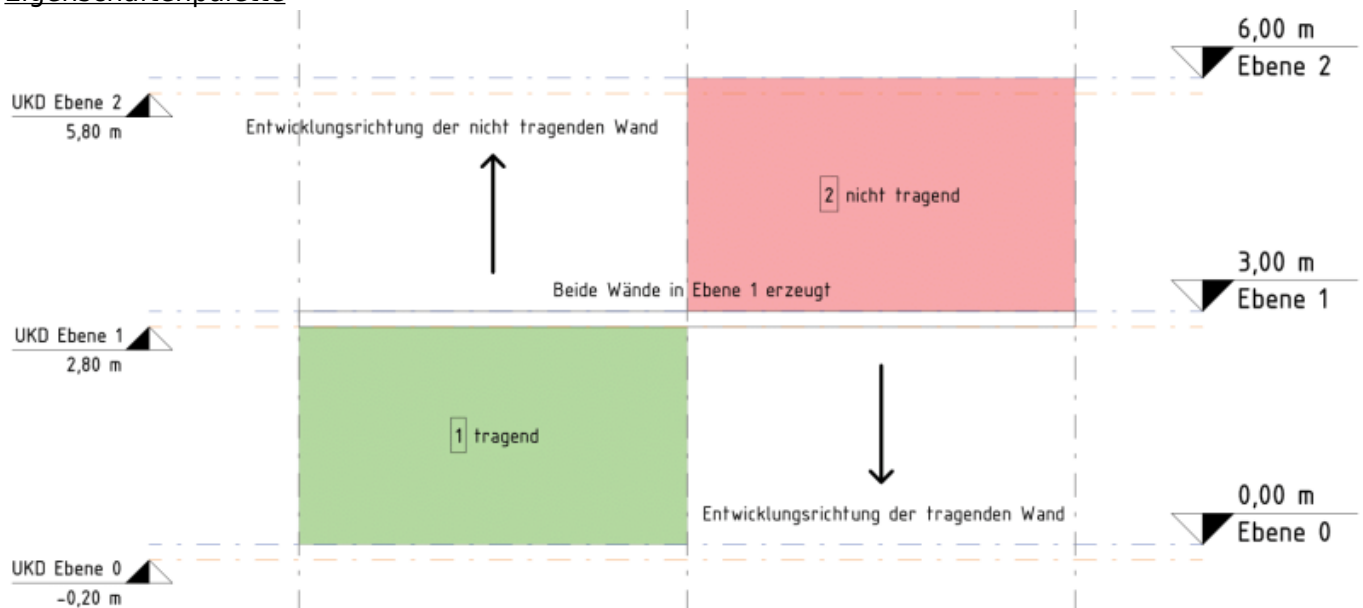 Eigenschaftenpalette
6,00 m
Ebene 2
UKD Ebene 2
5,80 m
Entwicklungsrichtung der nicht tragenden Wand
2 nicht tragend
3,00 m
Beide Wände in Ebene 1 erzeugt
Ebene 1
UKD Ebene 1
2,80 m
1 tragend
0,00 m
Entwicklungsrichtung der tragenden Wand
Ebene 0
UKD Ebene 0
-0,20 m